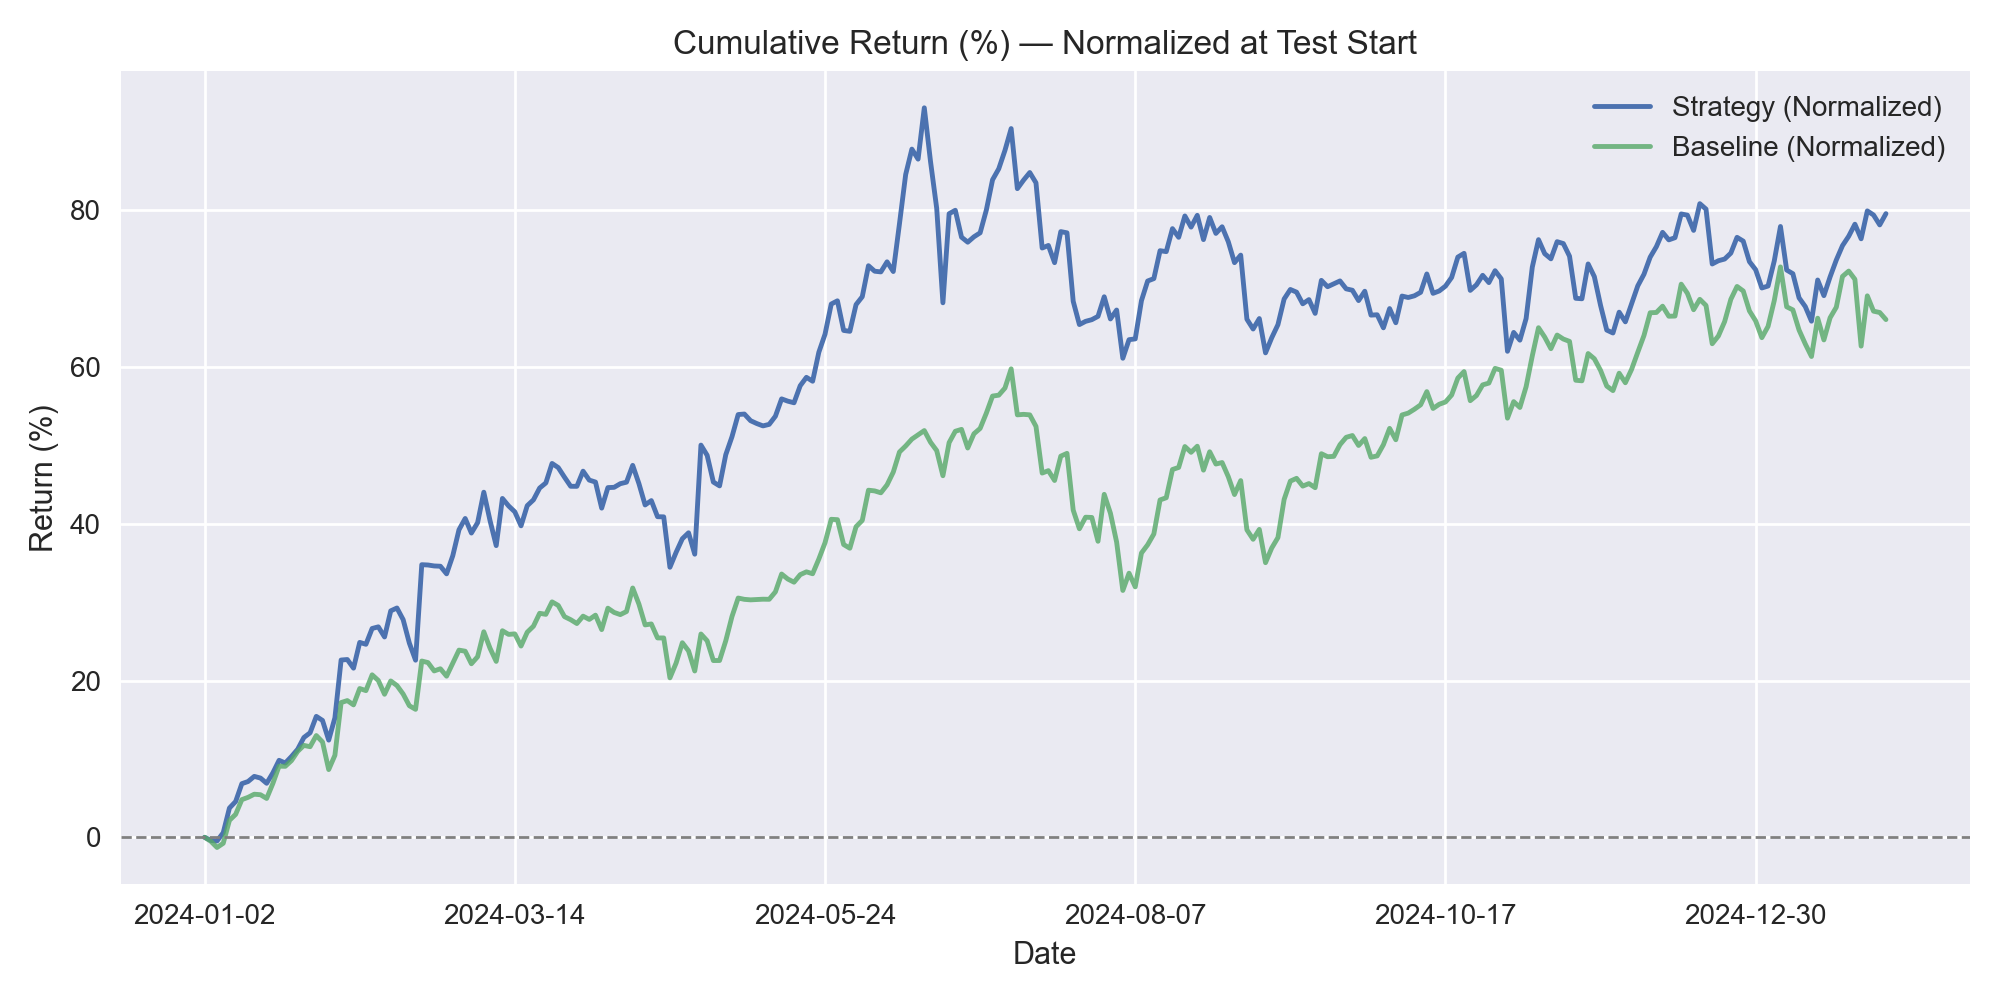 Cumulative Return (%) — Normalized at Test Start
Strategy (Normalized)
Baseline (Normalized)
Return (%)
80
60
40
20
0
2024-01-02
2024-03-14
2024-05-24
2024-08-07
2024-10-17
2024-12-30
Date